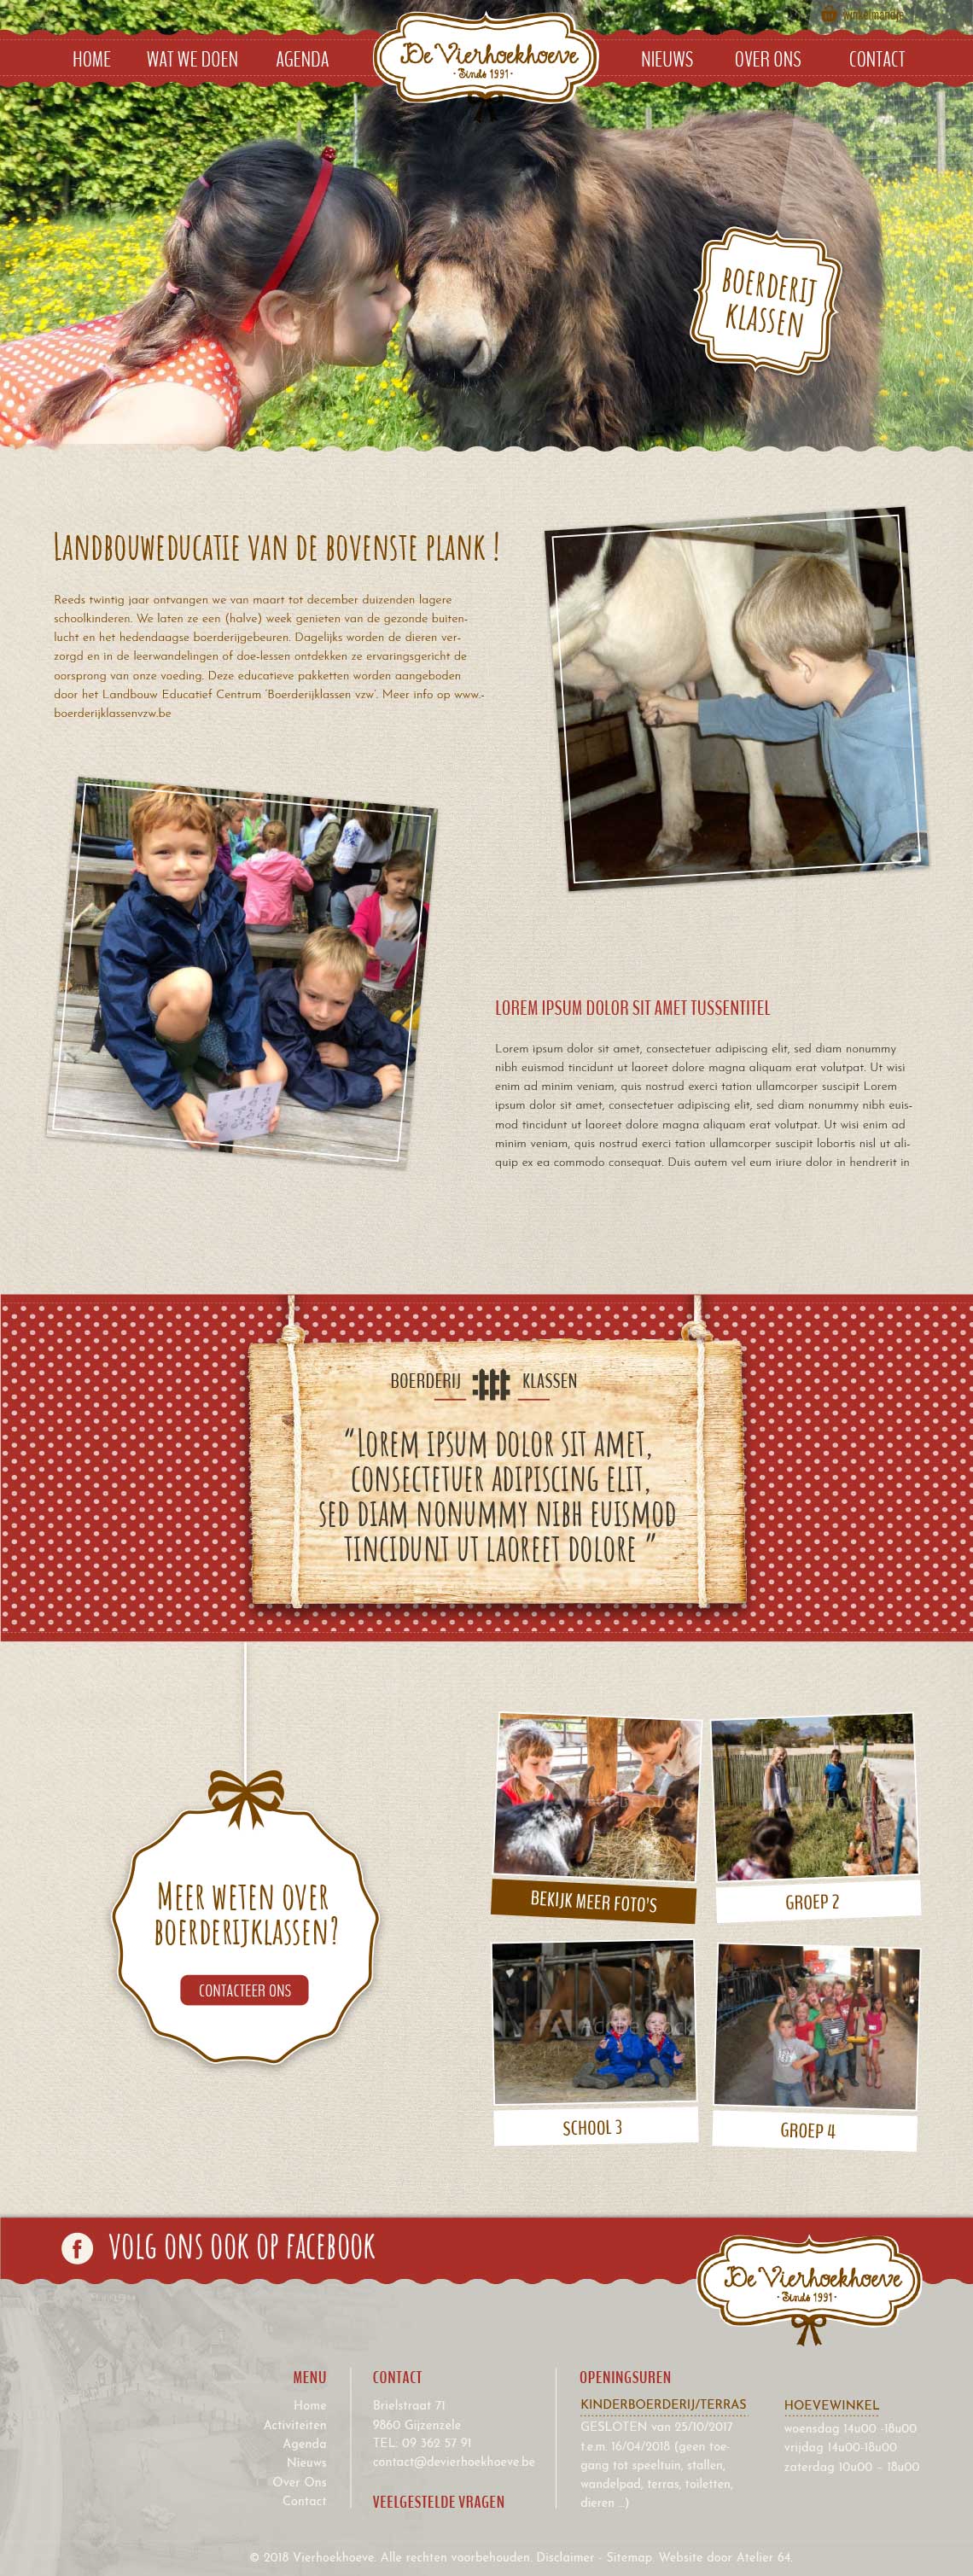 Winkelmandje
HOME WAT WE DOEN AGENDA
De Vierhoekhoeve
· Sinds 1991 ·
NIEUWS OVER ONS CONTACT
BOERDERIJ
KLASSEN
LANDBOUWEDUCATIE VAN DE BOVENSTE PLANK !
Reeds twintig jaar ontvangen we van maart tot december duizenden lagere
schoolkinderen. We laten ze een (halve) week genieten van de gezonde buiten-
lucht en het hedendaagse boerderijgebeuren. Dagelijks worden de dieren ver-
zorgd en in de leerwandelingen of doe-lessen ontdekken ze ervaringsgericht de
oorsprong van onze voeding. Deze educatieve pakketten worden aangeboden
door het Landbouw Educatief Centrum 'Boerderijklassen vzw'. Meer info op www.-
boerderijklassenvzw.be
LOREM IPSUM DOLOR SIT AMET TUSSENTITEL
Lorem ipsum dolor sit amet, consectetuer adipiscing elit, sed diam nonummy
nibh euismod tincidunt ut laoreet dolore magna aliquam erat volutpat. Ut wisi
enim ad minim veniam, quis nostrud exerci tation ullamcorper suscipit Lorem
ipsum dolor sit amet, consectetuer adipiscing elit, sed diam nonummy nibh euis-
mod tincidunt ut laoreet dolore magna aliquam erat volutpat. Ut wisi enim ad
minim veniam, quis nostrud exerci tation ullamcorper suscipit lobortis nisl ut ali-
quip ex ea commodo consequat. Duis autem vel eum iriure dolor in hendrerit in
BOERDERIJ KLASSEN
"LOREM IPSUM DOLOR SIT AMET,
CONSECTETUER ADIPISCING ELIT,
SED DIAM NONUMMY NIBH EUISMOD
TINCIDUNT UT LAOREET DOLORE "
MEER WETEN OVER
BOERDERIJKLASSEN?
CONTACTEER ONS
BEKIJK MEER FOTO'S
GROEP 2
Adobe Stock
SCHOOL 3
GROEP 4
VOLG ONS OOK OP FACEBOOK
De Vierhoekhoeve
· Sinds 1991 ·
MENU
Home
Activiteiten
Agenda
Nieuws
Over Ons
Contact
CONTACT
Brielstraat 71
9860 Gijzenzele
TEL. 09 362 57 91
contact@devierhoekhoeve.be
VEELGESTELDE VRAGEN
OPENINGSUREN
KINDERBOERDERIJ/TERRAS
GESLOTEN van 25/10/2017
t.e.m. 16/04/2018 (geen toe-
gang tot speeltuin, stallen,
wandelpad, terras, toiletten,
dieren ...)
HOEVEWINKEL
woensdag 14u00 -18u00
vrijdag 14u00-18u00
zaterdag 10u00 – 18u00
© 2018 Vierhoekhoeve. Alle rechten voorbehouden. Disclaimer - Sitemap. Website door Atelier 64.